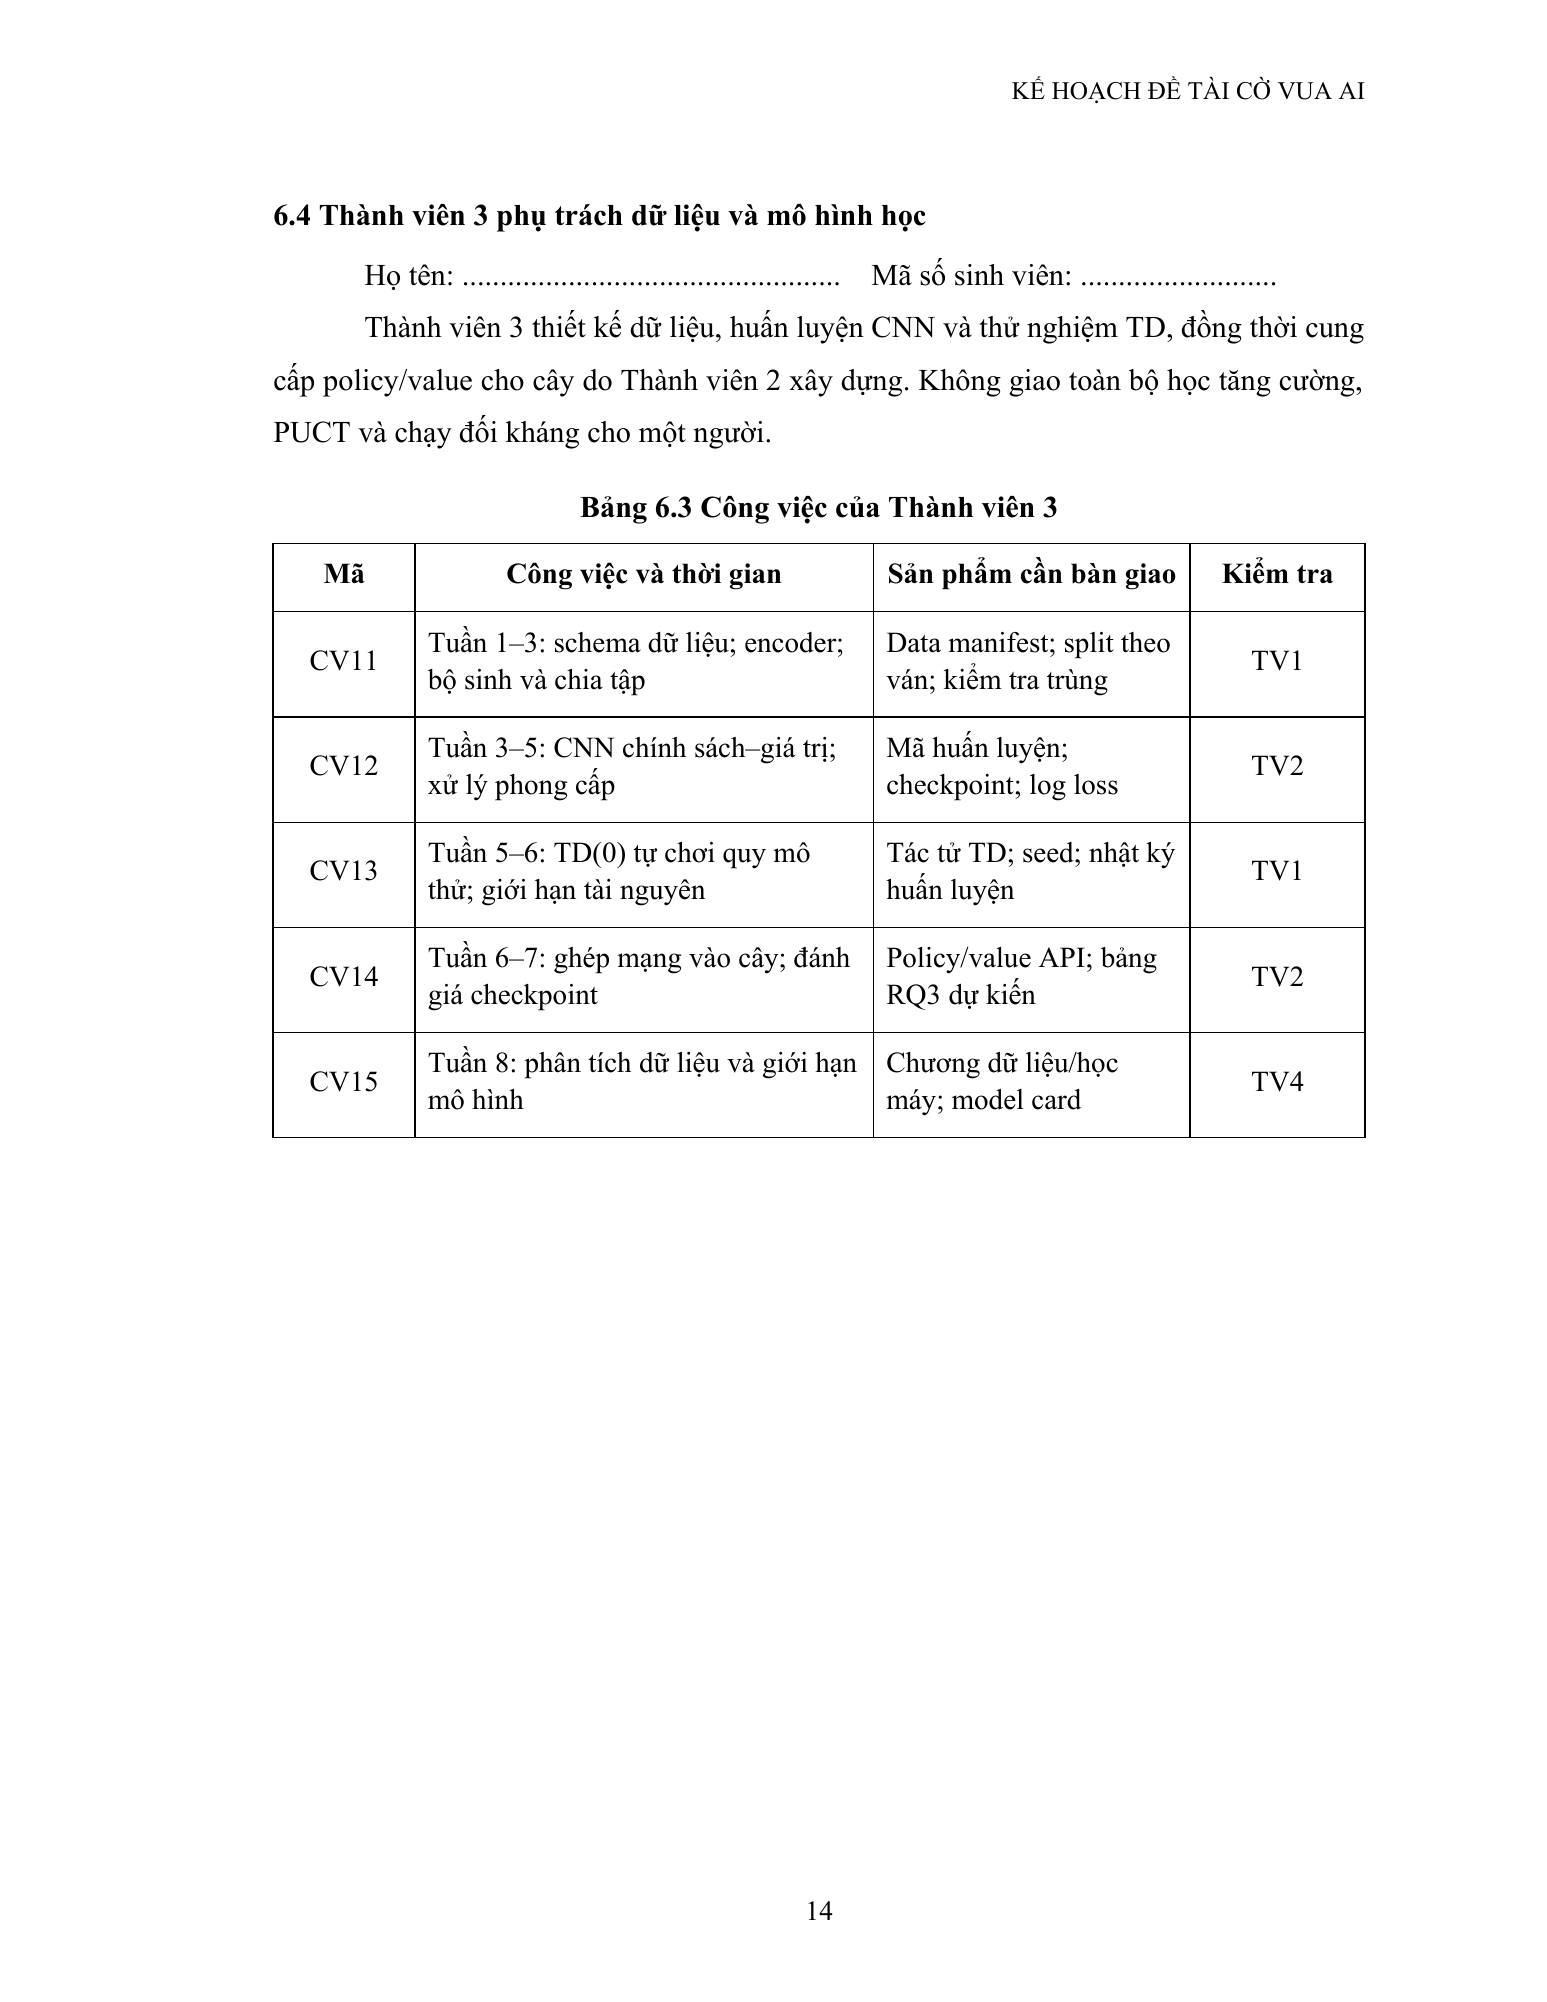 KẾ HOẠCH ĐỀ TÀI CỜ VUA AI
6.4 Thành viên 3 phụ trách dữ liệu và mô hình học
Họ tên: .................................................. Mã số sinh viên: ..........................
Thành viên 3 thiết kế dữ liệu, huấn luyện CNN và thử nghiệm TD, đồng thời cung
cấp policy/value cho cây do Thành viên 2 xây dựng. Không giao toàn bộ học tăng cường,
PUCT và chạy đối kháng cho một người.
Bảng 6.3 Công việc của Thành viên 3
Mã Công việc và thời gian Sản phẩm cần bàn giao Kiểm tra
CV11
Tuần 1–3: schema dữ liệu; encoder;
bộ sinh và chia tập
Data manifest; split theo
ván; kiểm tra trùng
TV1
CV12
Tuần 3–5: CNN chính sách–giá trị;
xử lý phong cấp
Mã huấn luyện;
checkpoint; log loss
TV2
CV13
Tuần 5–6: TD(0) tự chơi quy mô
thử; giới hạn tài nguyên
Tác tử TD; seed; nhật ký
huấn luyện
TV1
CV14
Tuần 6–7: ghép mạng vào cây; đánh
giá checkpoint
Policy/value API; bảng
RQ3 dự kiến
TV2
CV15
Tuần 8: phân tích dữ liệu và giới hạn
mô hình
Chương dữ liệu/học
máy; model card
TV4
14